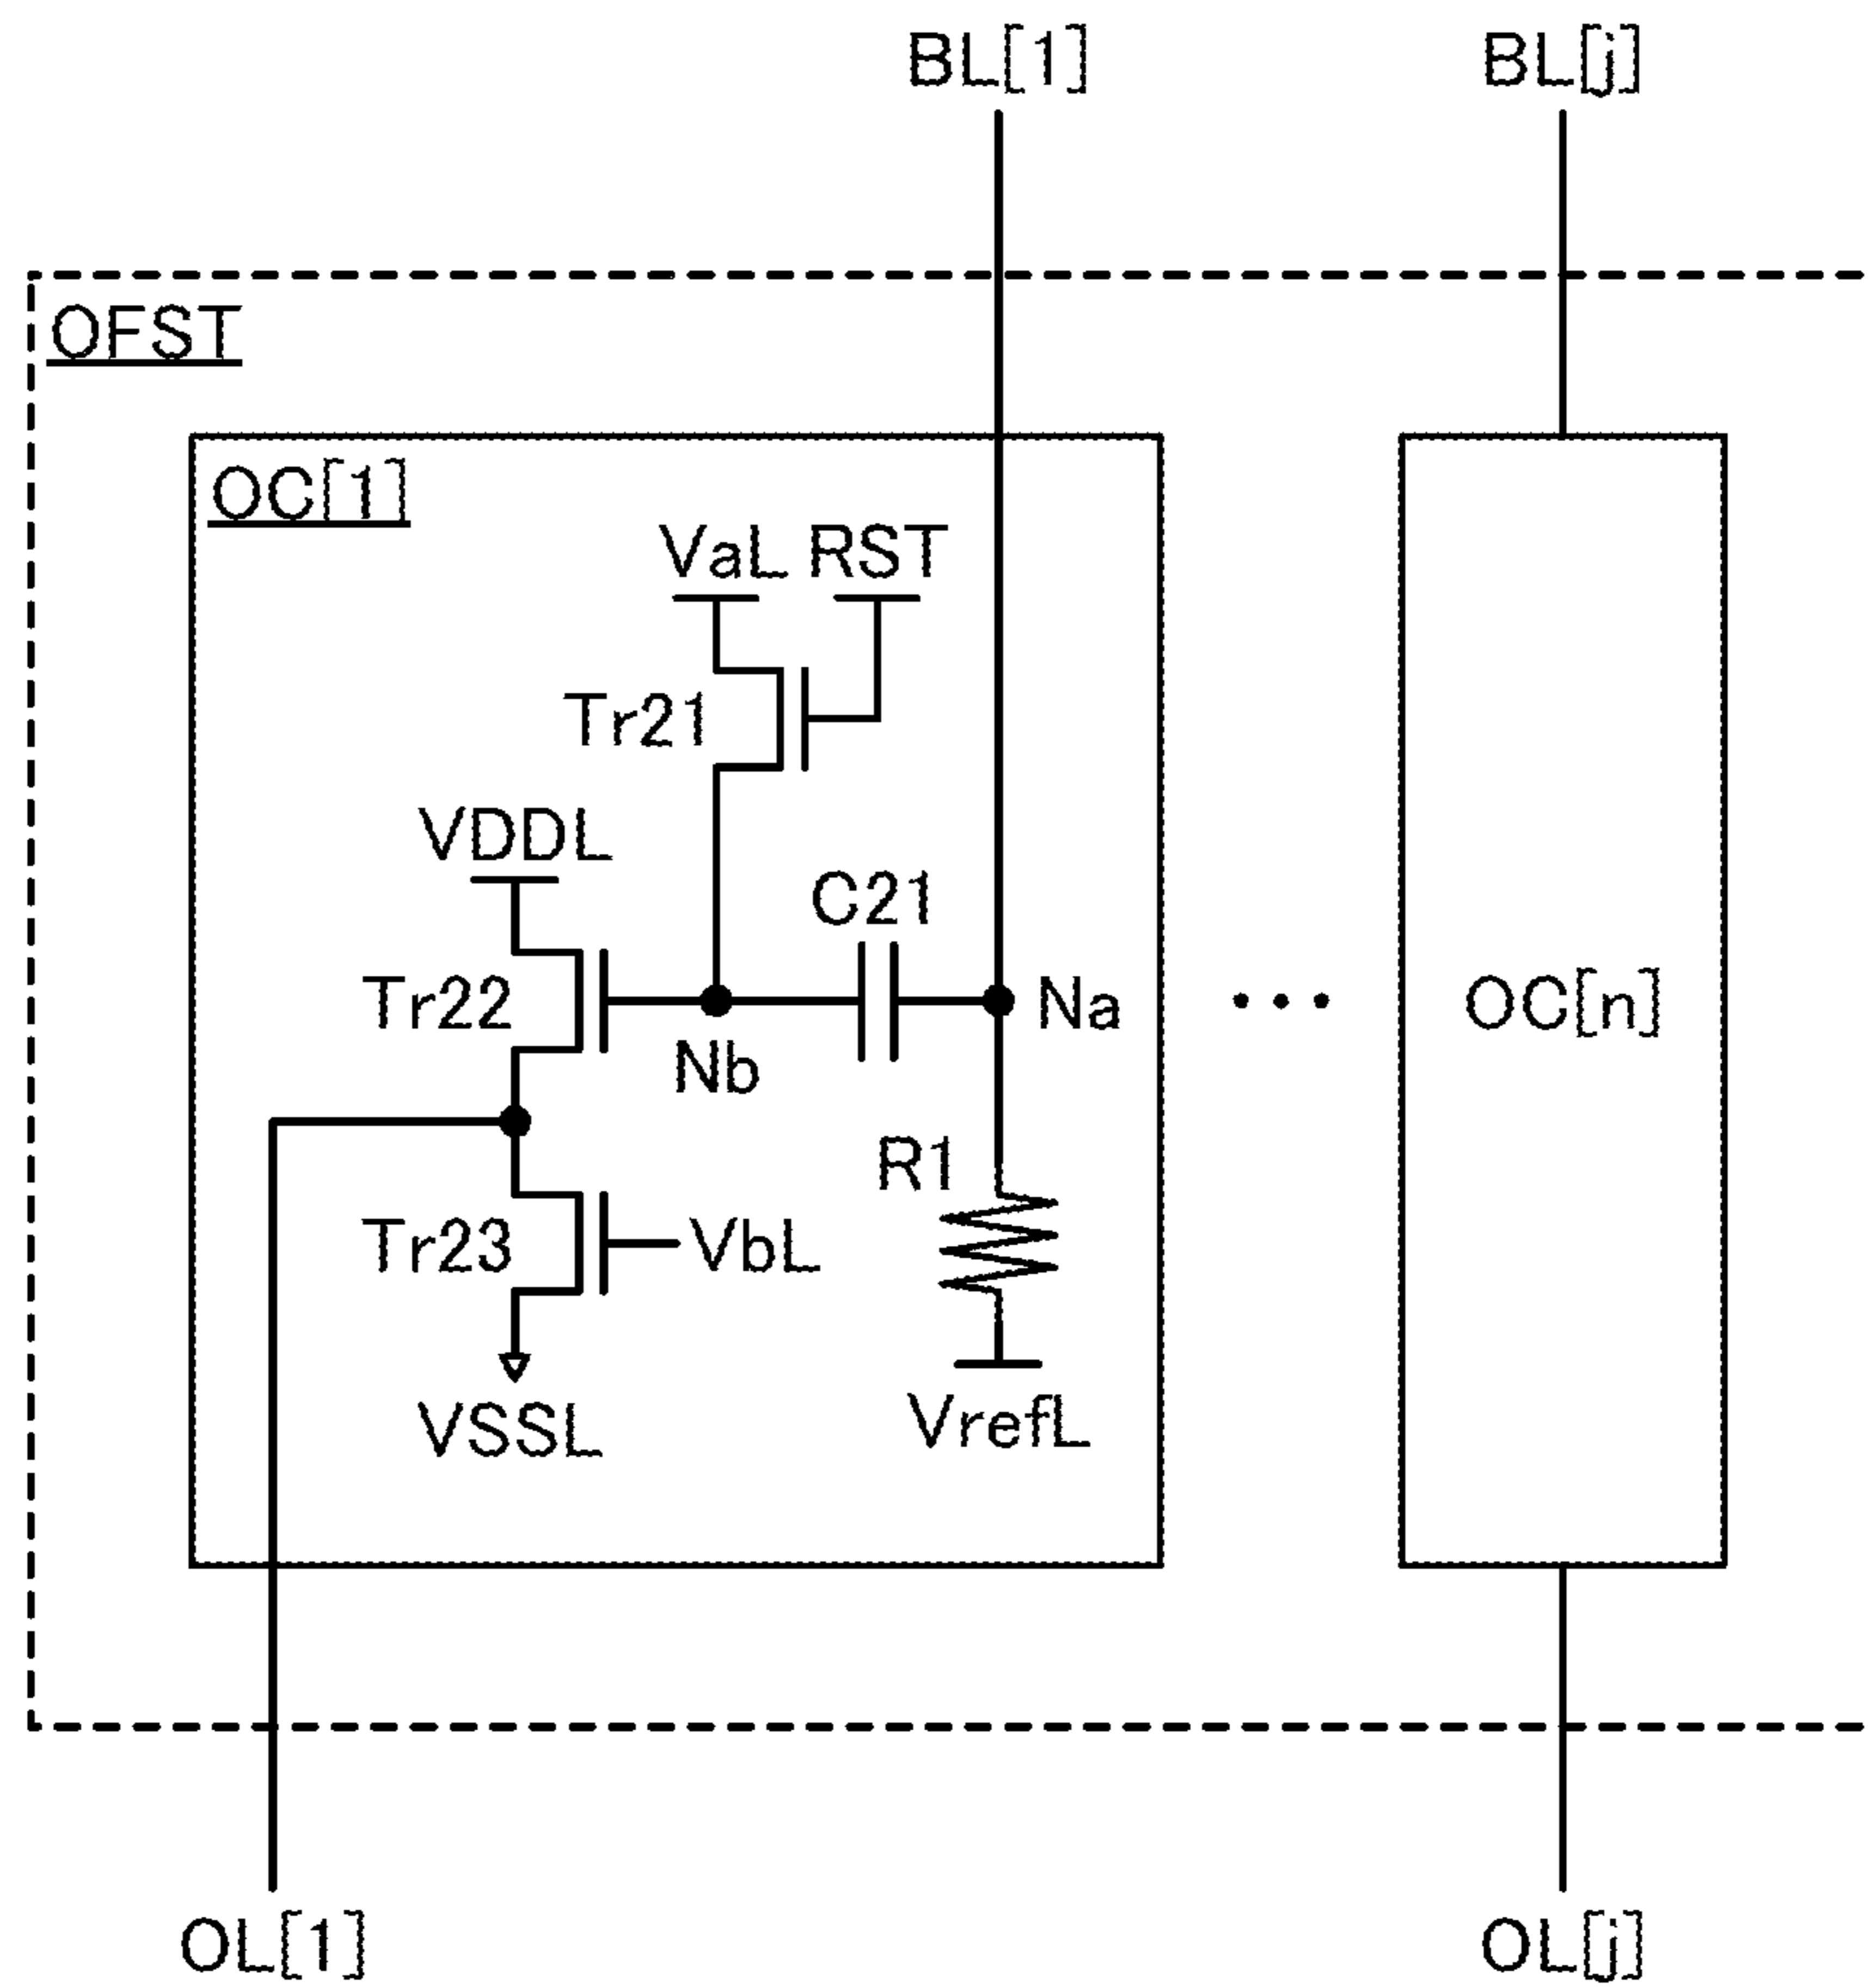 BL[1] BL[j]
OFST
OC[1]
VaL RST
Tr21
VDDL
C21
Tr22
Na
OC[n]
Nb
R1
Tr23
VbL
VSSL
VrefL
OL[1] OL[j]